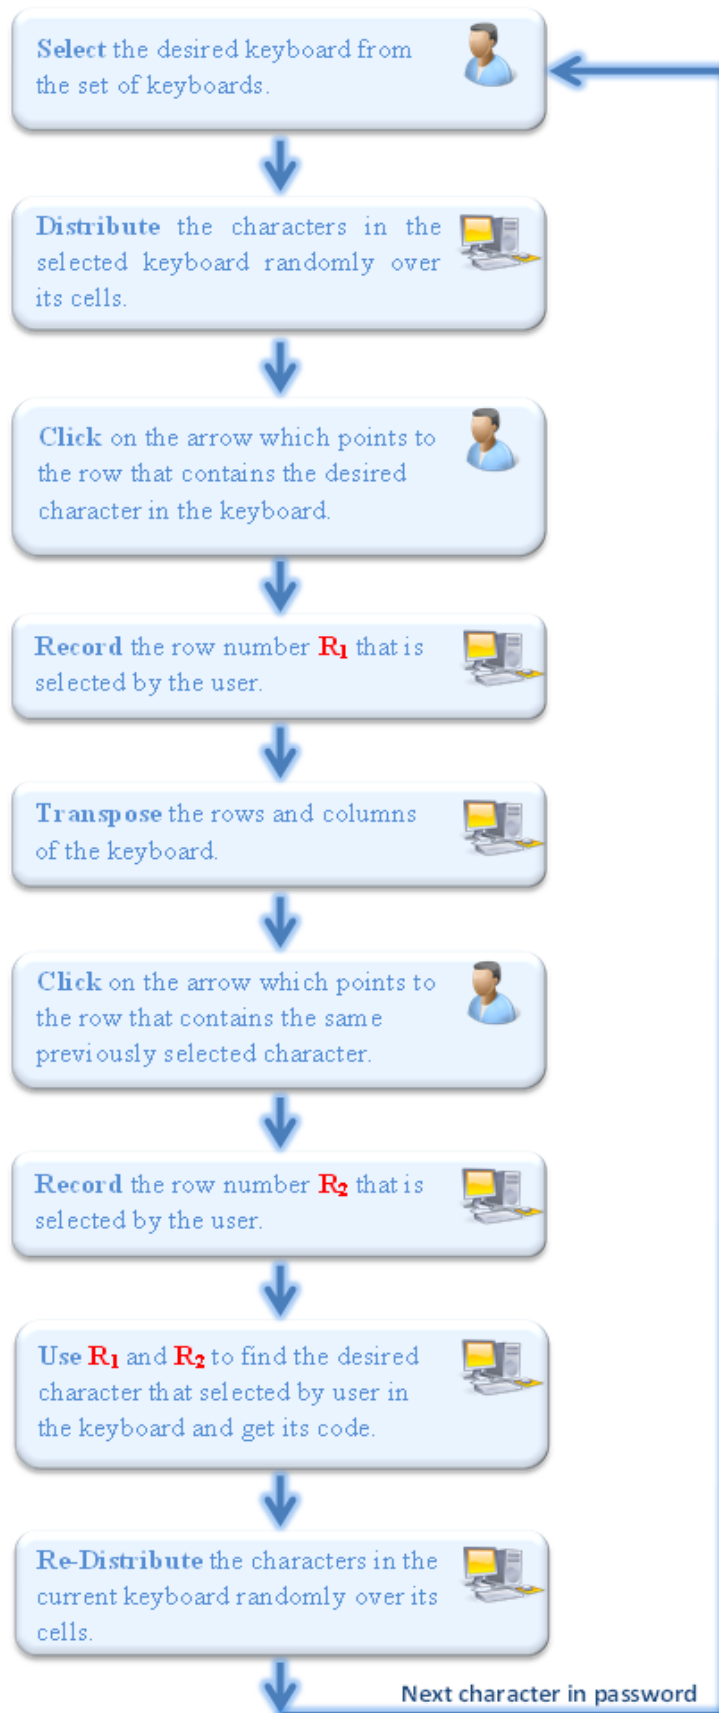 Select the desired keyboard from
the set of keyboards.
Distribute the characters in the
selected keyboard randomly over
its cells.
Click on the arrow which points to
the row that contains the desired
character in the keyboard.
Record the row number R1 that is
selected by the user.
Transpose the rows and columns
of the keyboard.
Click on the arrow which points to
the row that contains the same
previously selected character.
Record the row number R2 that is
selected by the user.
Use R1 and R2 to find the desired
character that selected by user in
the keyboard and get its code.
Re-Distribute the characters in the
current keyboard randomly over its
cells.
Next character in password